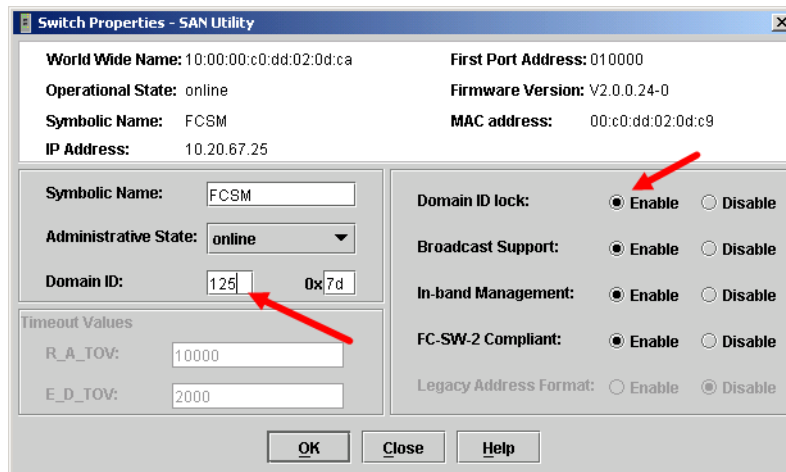 Switch Properties - SAN Utility
World Wide Name: 10:00:00:c0:dd:02:0d:ca
First Port Address: 010000
Operational State: online
Firmware Version: V2.0.0.24-0
Symbolic Name: FCSM
MAC address: 00:c0:dd:02:0d:c9
IP Address: 10.20.67.25
Symbolic Name: FCSM
Administrative State: online
Domain ID: 125 0x 7d
Timeout Values
R_A_TOV: 10000
E_D_TOV: 2000
Domain ID lock: Enable Disable
Broadcast Support: Enable Disable
In-band Management: Enable Disable
FC-SW-2 Compliant: Enable Disable
Legacy Address Format: Enable Disable
OK Close Help